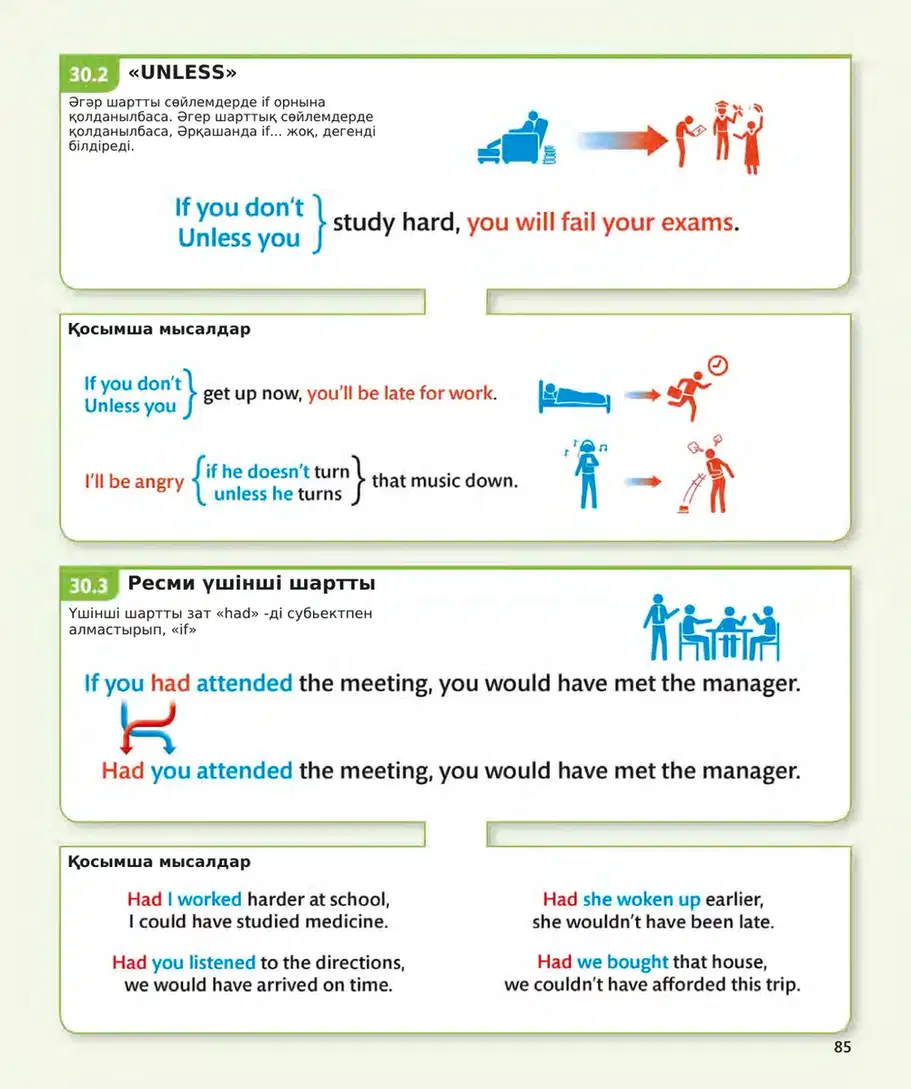 30.2 «UNLESS»
Әгәр шартты сөйлемдерде if орнына
қолданылбаса. Әгер шарттық сөйлемдерде
қолданылбаса, Әрқашанда if... жоқ, дегенді
білдіреді.
If you don't
Unless you
study hard, you will fail your exams.
Қосымша мысалдар
If you don't
Unless you
get up now, you'll be late for work.
I'll be angry
if he doesn't turn
unless he turns
that music down.
30.3 Ресми үшінші шартты
Үшінші шартты зат «had» -ді субьектпен
алмастырып, «if»
If you had attended the meeting, you would have met the manager.
Had you attended the meeting, you would have met the manager.
Қосымша мысалдар
Had I worked harder at school,
I could have studied medicine.
Had she woken up earlier,
she wouldn't have been late.
Had you listened to the directions,
we would have arrived on time.
Had we bought that house,
we couldn't have afforded this trip.
85